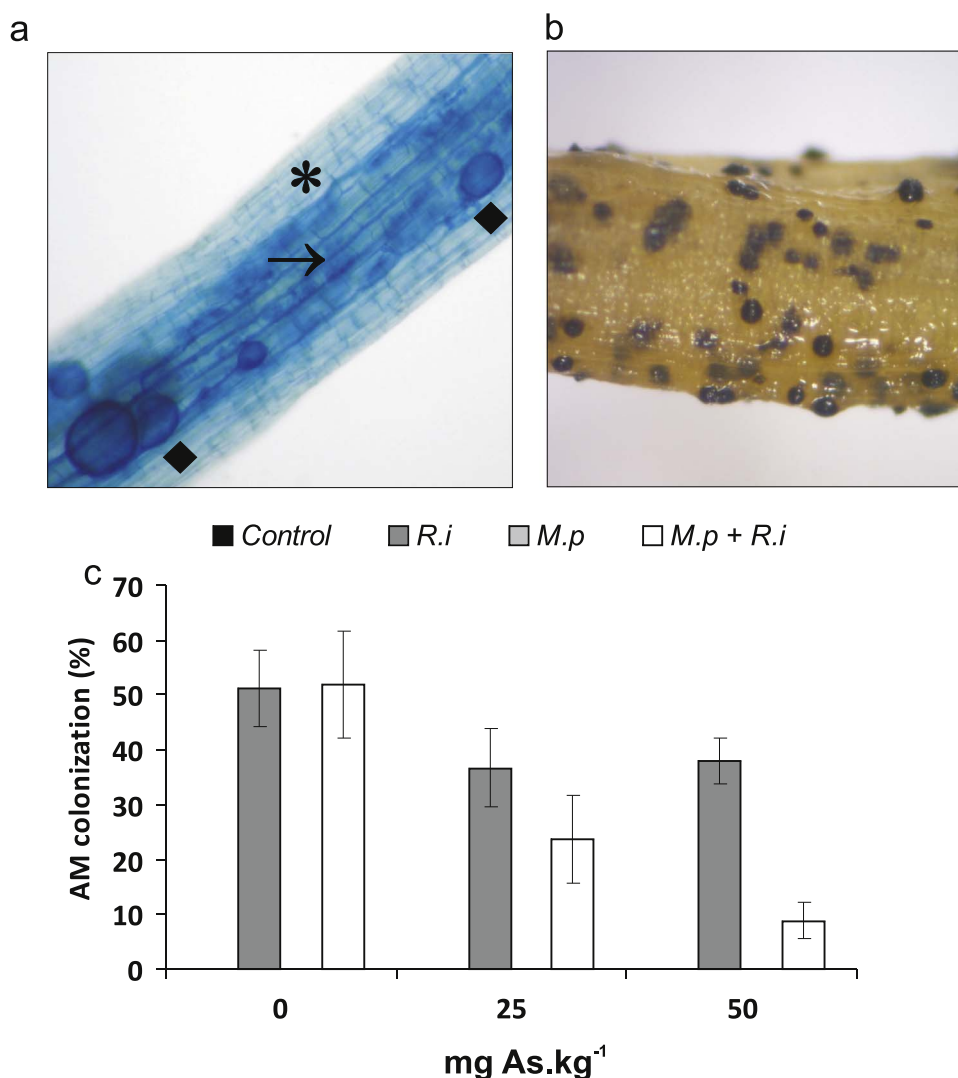 a
b
*
→
◆
◆
■ Control ■ R.i ■ M.p □ M.p + R.i
c
AM colonization (%)
70
60
50
40
30
20
10
0
0 25 50
mg As.kg⁻¹